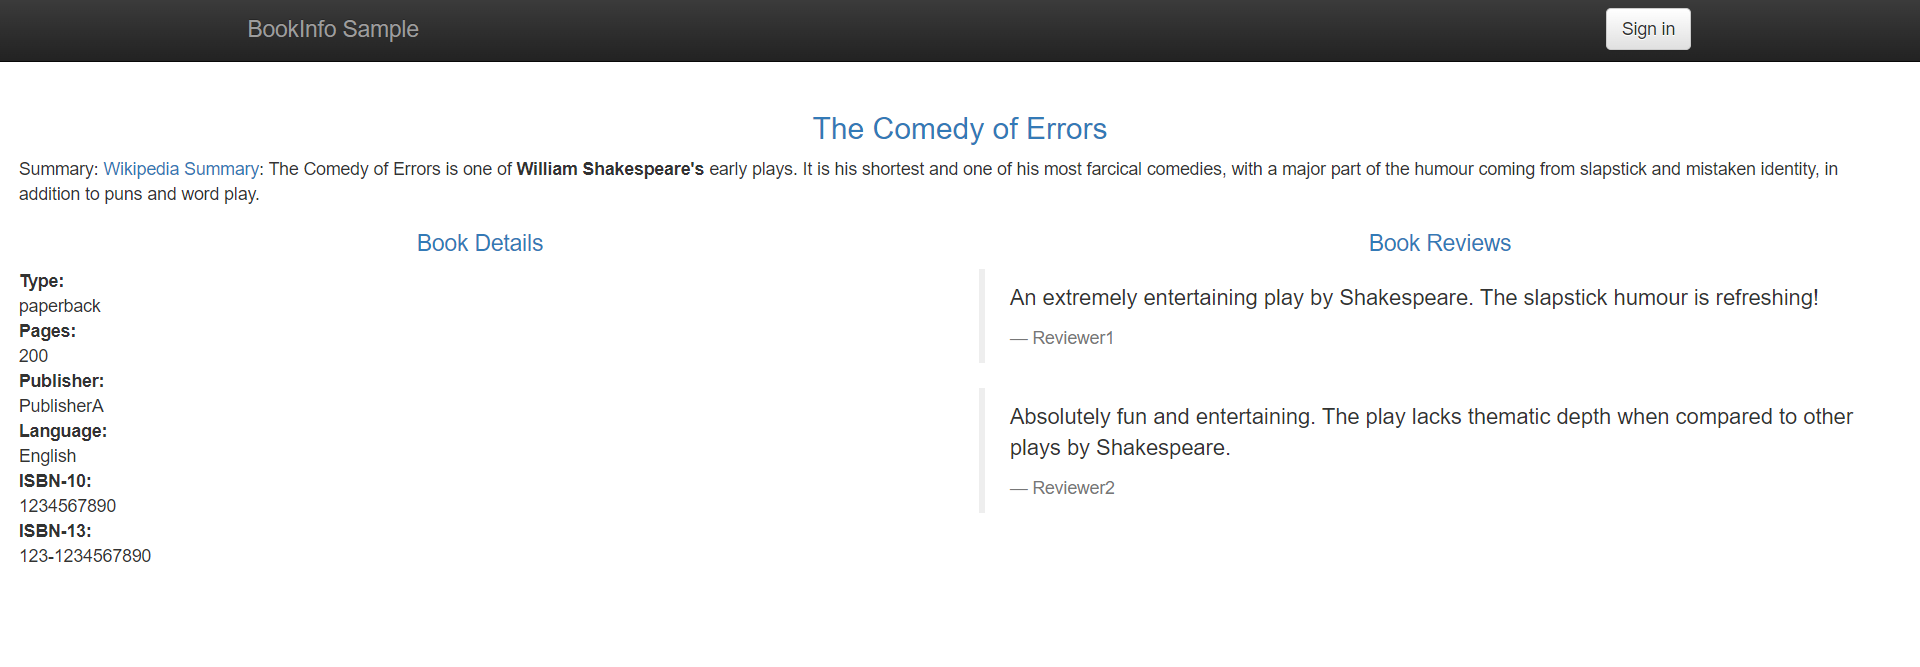 BookInfo Sample
Sign in
The Comedy of Errors
Summary: Wikipedia Summary: The Comedy of Errors is one of William Shakespeare's early plays. It is his shortest and one of his most farcical comedies, with a major part of the humour coming from slapstick and mistaken identity, in
addition to puns and word play.
Book Details
Type:
paperback
Pages:
200
Publisher:
PublisherA
Language:
English
ISBN-10:
1234567890
ISBN-13:
123-1234567890
Book Reviews
An extremely entertaining play by Shakespeare. The slapstick humour is refreshing!
— Reviewer1
Absolutely fun and entertaining. The play lacks thematic depth when compared to other
plays by Shakespeare.
— Reviewer2